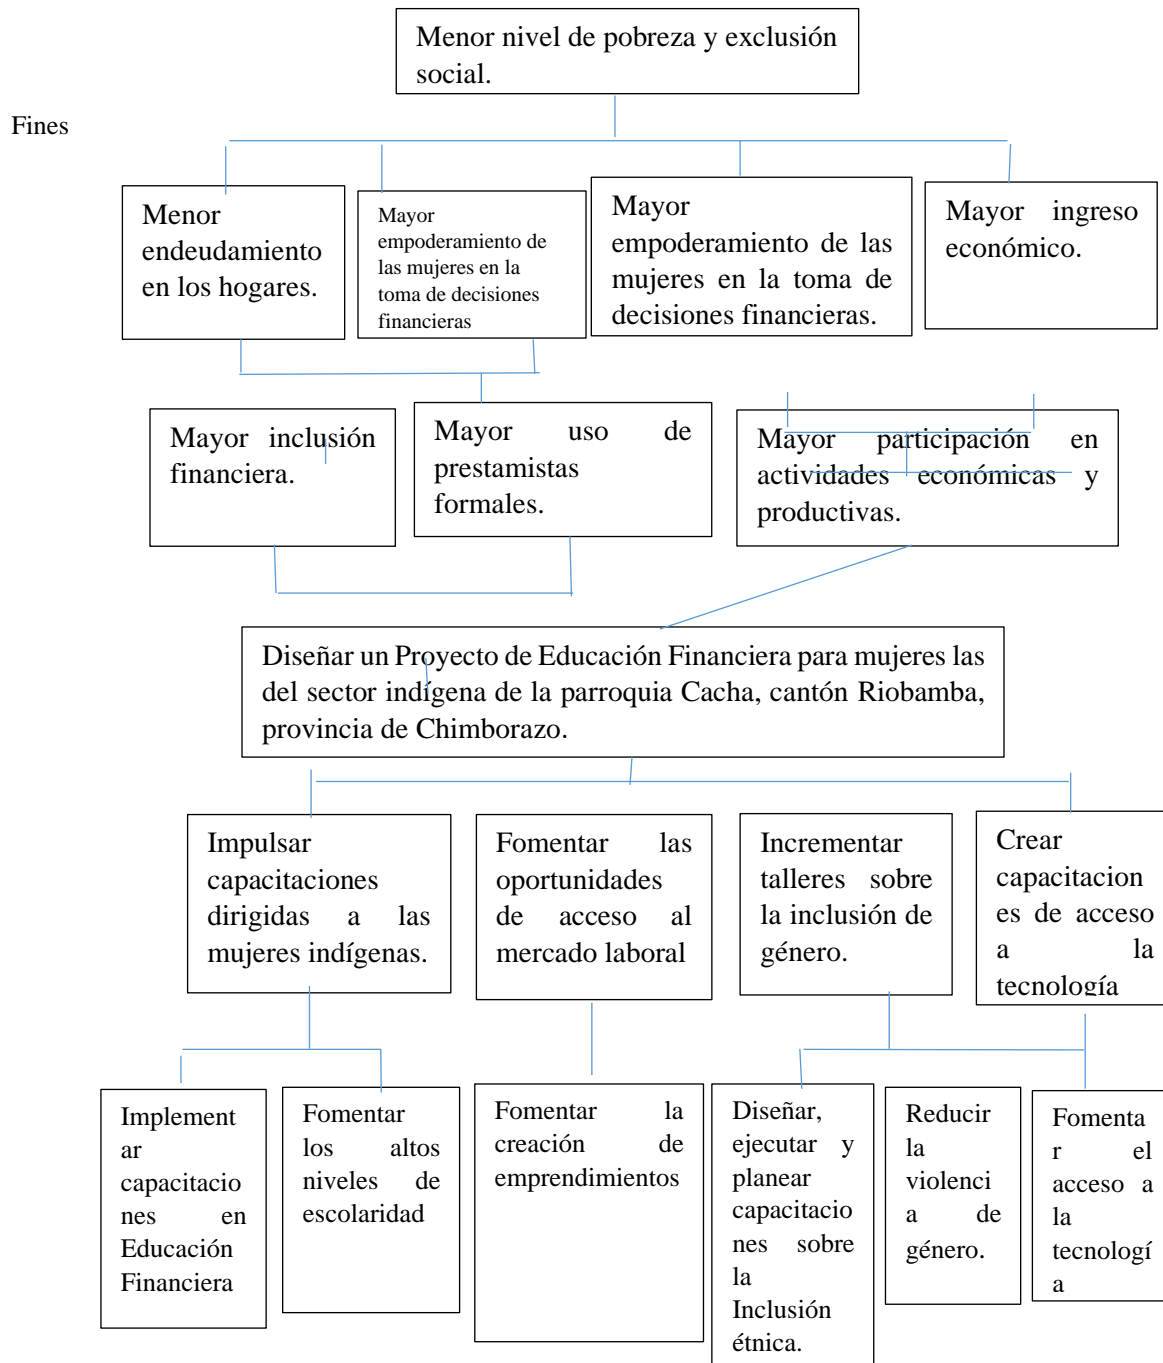 Menor nivel de pobreza y exclusión
social.
Fines
Menor
endeudamiento
en los hogares.
Mayor
empoderamiento de
las mujeres en la
toma de decisiones
financieras
Mayor
empoderamiento de las
mujeres en la toma de
decisiones financieras.
Mayor ingreso
económico.
Mayor inclusión
financiera.
Mayor uso de
prestamistas
formales.
Mayor participación en
actividades económicas y
productivas.
Diseñar un Proyecto de Educación Financiera para mujeres las
del sector indígena de la parroquia Cacha, cantón Riobamba,
provincia de Chimborazo.
Impulsar
capacitaciones
dirigidas a las
mujeres indígenas.
Fomentar las
oportunidades
de acceso al
mercado laboral
Incrementar
talleres sobre
la inclusión de
género.
Crear
capacitacion
es de acceso
a la
tecnología
Implement
ar
capacitacio
nes en
Educación
Financiera
Fomentar
los altos
niveles de
escolaridad
Fomentar la
creación de
emprendimientos
Diseñar,
ejecutar y
planear
capacitacio
nes sobre
la
Inclusión
étnica.
Reducir
la
violenci
a de
género.
Fomenta
r el
acceso a
la
tecnologí
a